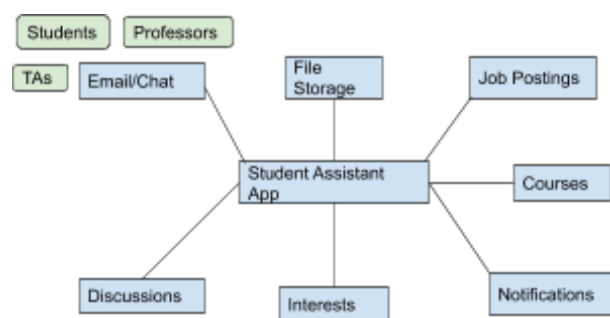 Students
Professors
TAs
Email/Chat
File
Storage
Job Postings
Student Assistant
App
Courses
Discussions
Interests
Notifications